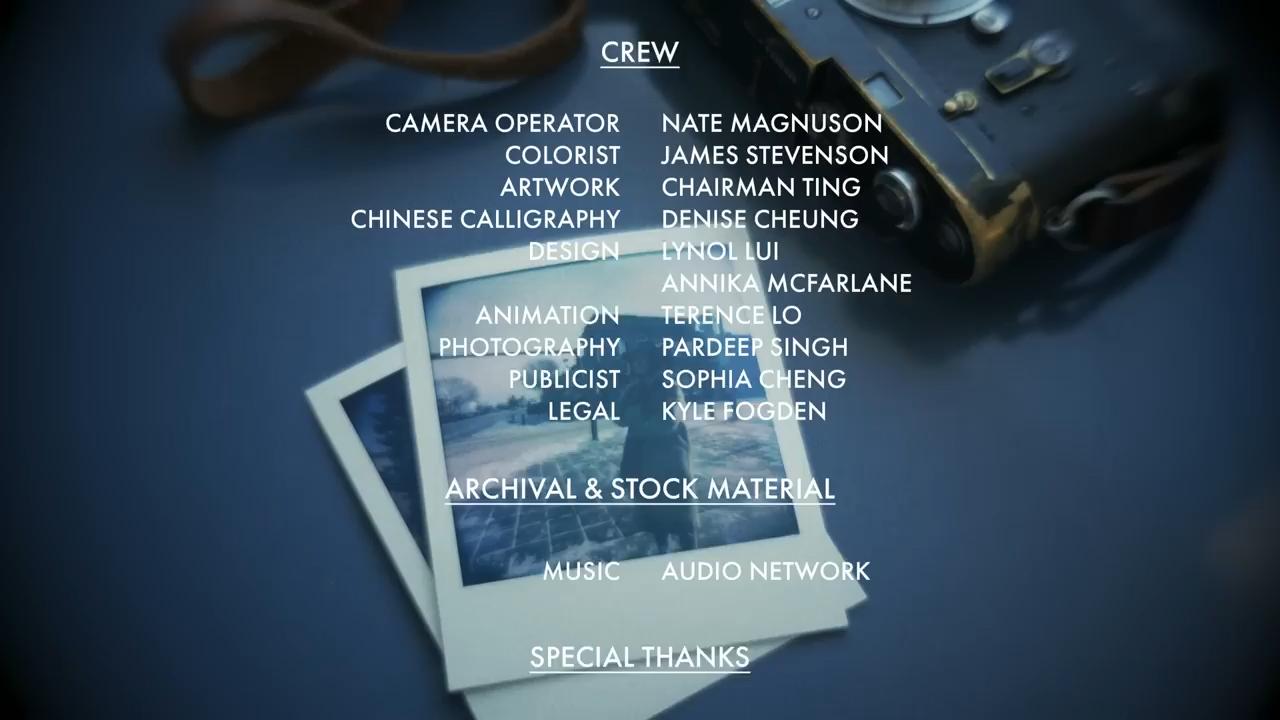 CREW
CAMERA OPERATOR NATE MAGNUSON
COLORIST JAMES STEVENSON
ARTWORK CHAIRMAN TING
CHINESE CALLIGRAPHY DENISE CHEUNG
DESIGN LYNOL LUI
ANNIKA MCFARLANE
ANIMATION TERENCE LO
PHOTOGRAPHY PARDEEP SINGH
PUBLICIST SOPHIA CHENG
LEGAL KYLE FOGDEN
ARCHIVAL & STOCK MATERIAL
MUSIC AUDIO NETWORK
SPECIAL THANKS